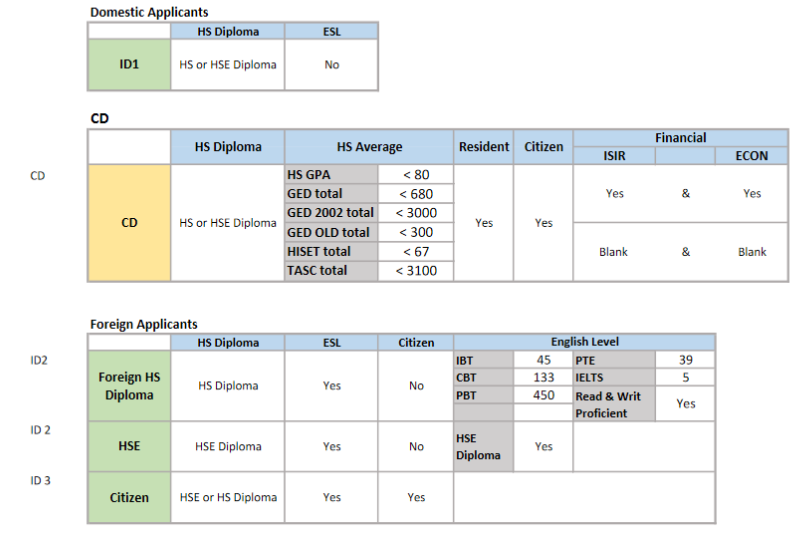 Domestic Applicants
HS Diploma ESL
ID1 HS or HSE Diploma No
CD
HS Diploma HS Average Resident Citizen Financial
ISIR ECON
CD
CD HS or HSE Diploma
HS GPA < 80
GED total < 680
GED 2002 total < 3000
GED OLD total < 300
HISET total < 67
TASC total < 3100
Yes Yes
Yes & Yes
Blank & Blank
Foreign Applicants
HS Diploma ESL Citizen English Level
ID2
Foreign HS
Diploma
HS Diploma Yes No
IBT 45 PTE 39
CBT 133 IELTS 5
PBT 450 Read & Writ
Proficient
Yes
ID 2
HSE HSE Diploma Yes No
HSE
Diploma
Yes
ID 3
Citizen HSE or HS Diploma Yes Yes